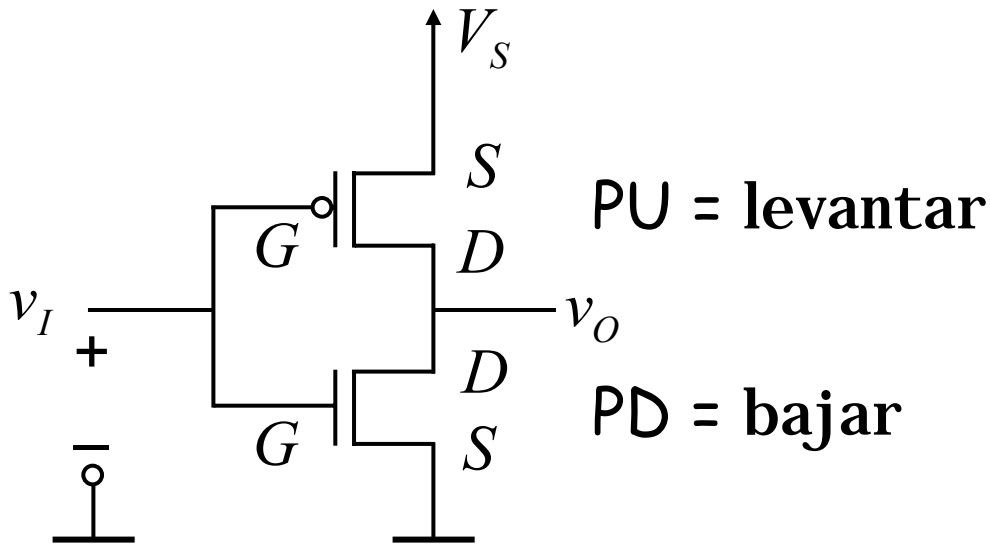 V_S
S
G
D
PU = levantar
v_I
v_O
+
D
PD = bajar
G
S
−